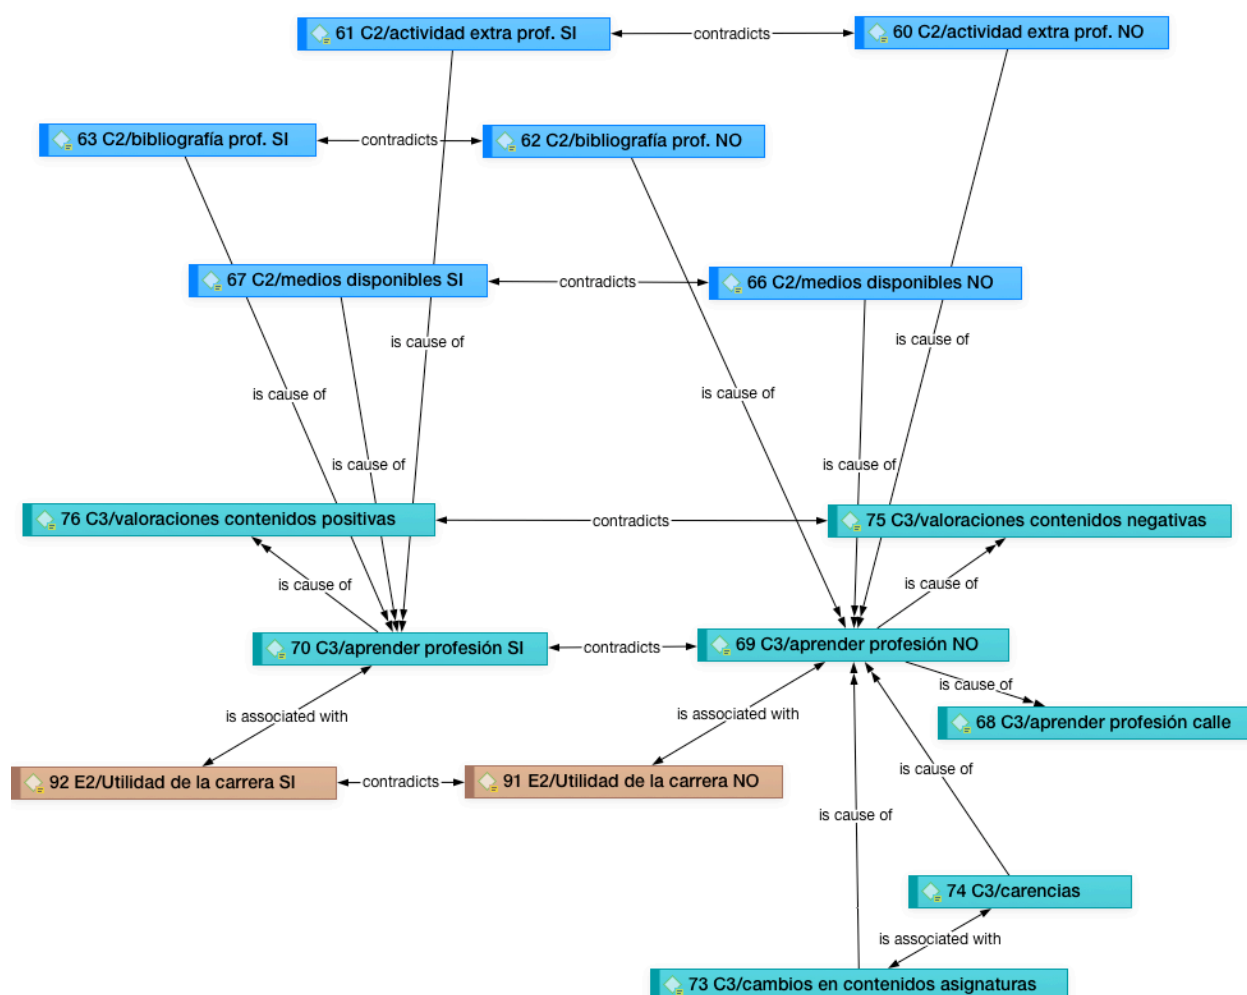 61 C2/actividad extra prof. SI
contradicts
60 C2/actividad extra prof. NO
63 C2/bibliografía prof. SI
contradicts
62 C2/bibliografía prof. NO
67 C2/medios disponibles SI
contradicts
66 C2/medios disponibles NO
is cause of
is cause of
is cause of
is cause of
is cause of
is cause of
76 C3/valoraciones contenidos positivas
contradicts
75 C3/valoraciones contenidos negativas
is cause of
is cause of
70 C3/aprender profesión SI
contradicts
69 C3/aprender profesión NO
is cause of
is associated with
is associated with
68 C3/aprender profesión calle
92 E2/Utilidad de la carrera SI
contradicts
91 E2/Utilidad de la carrera NO
is cause of
is cause of
74 C3/carencias
is associated with
73 C3/cambios en contenidos asignaturas